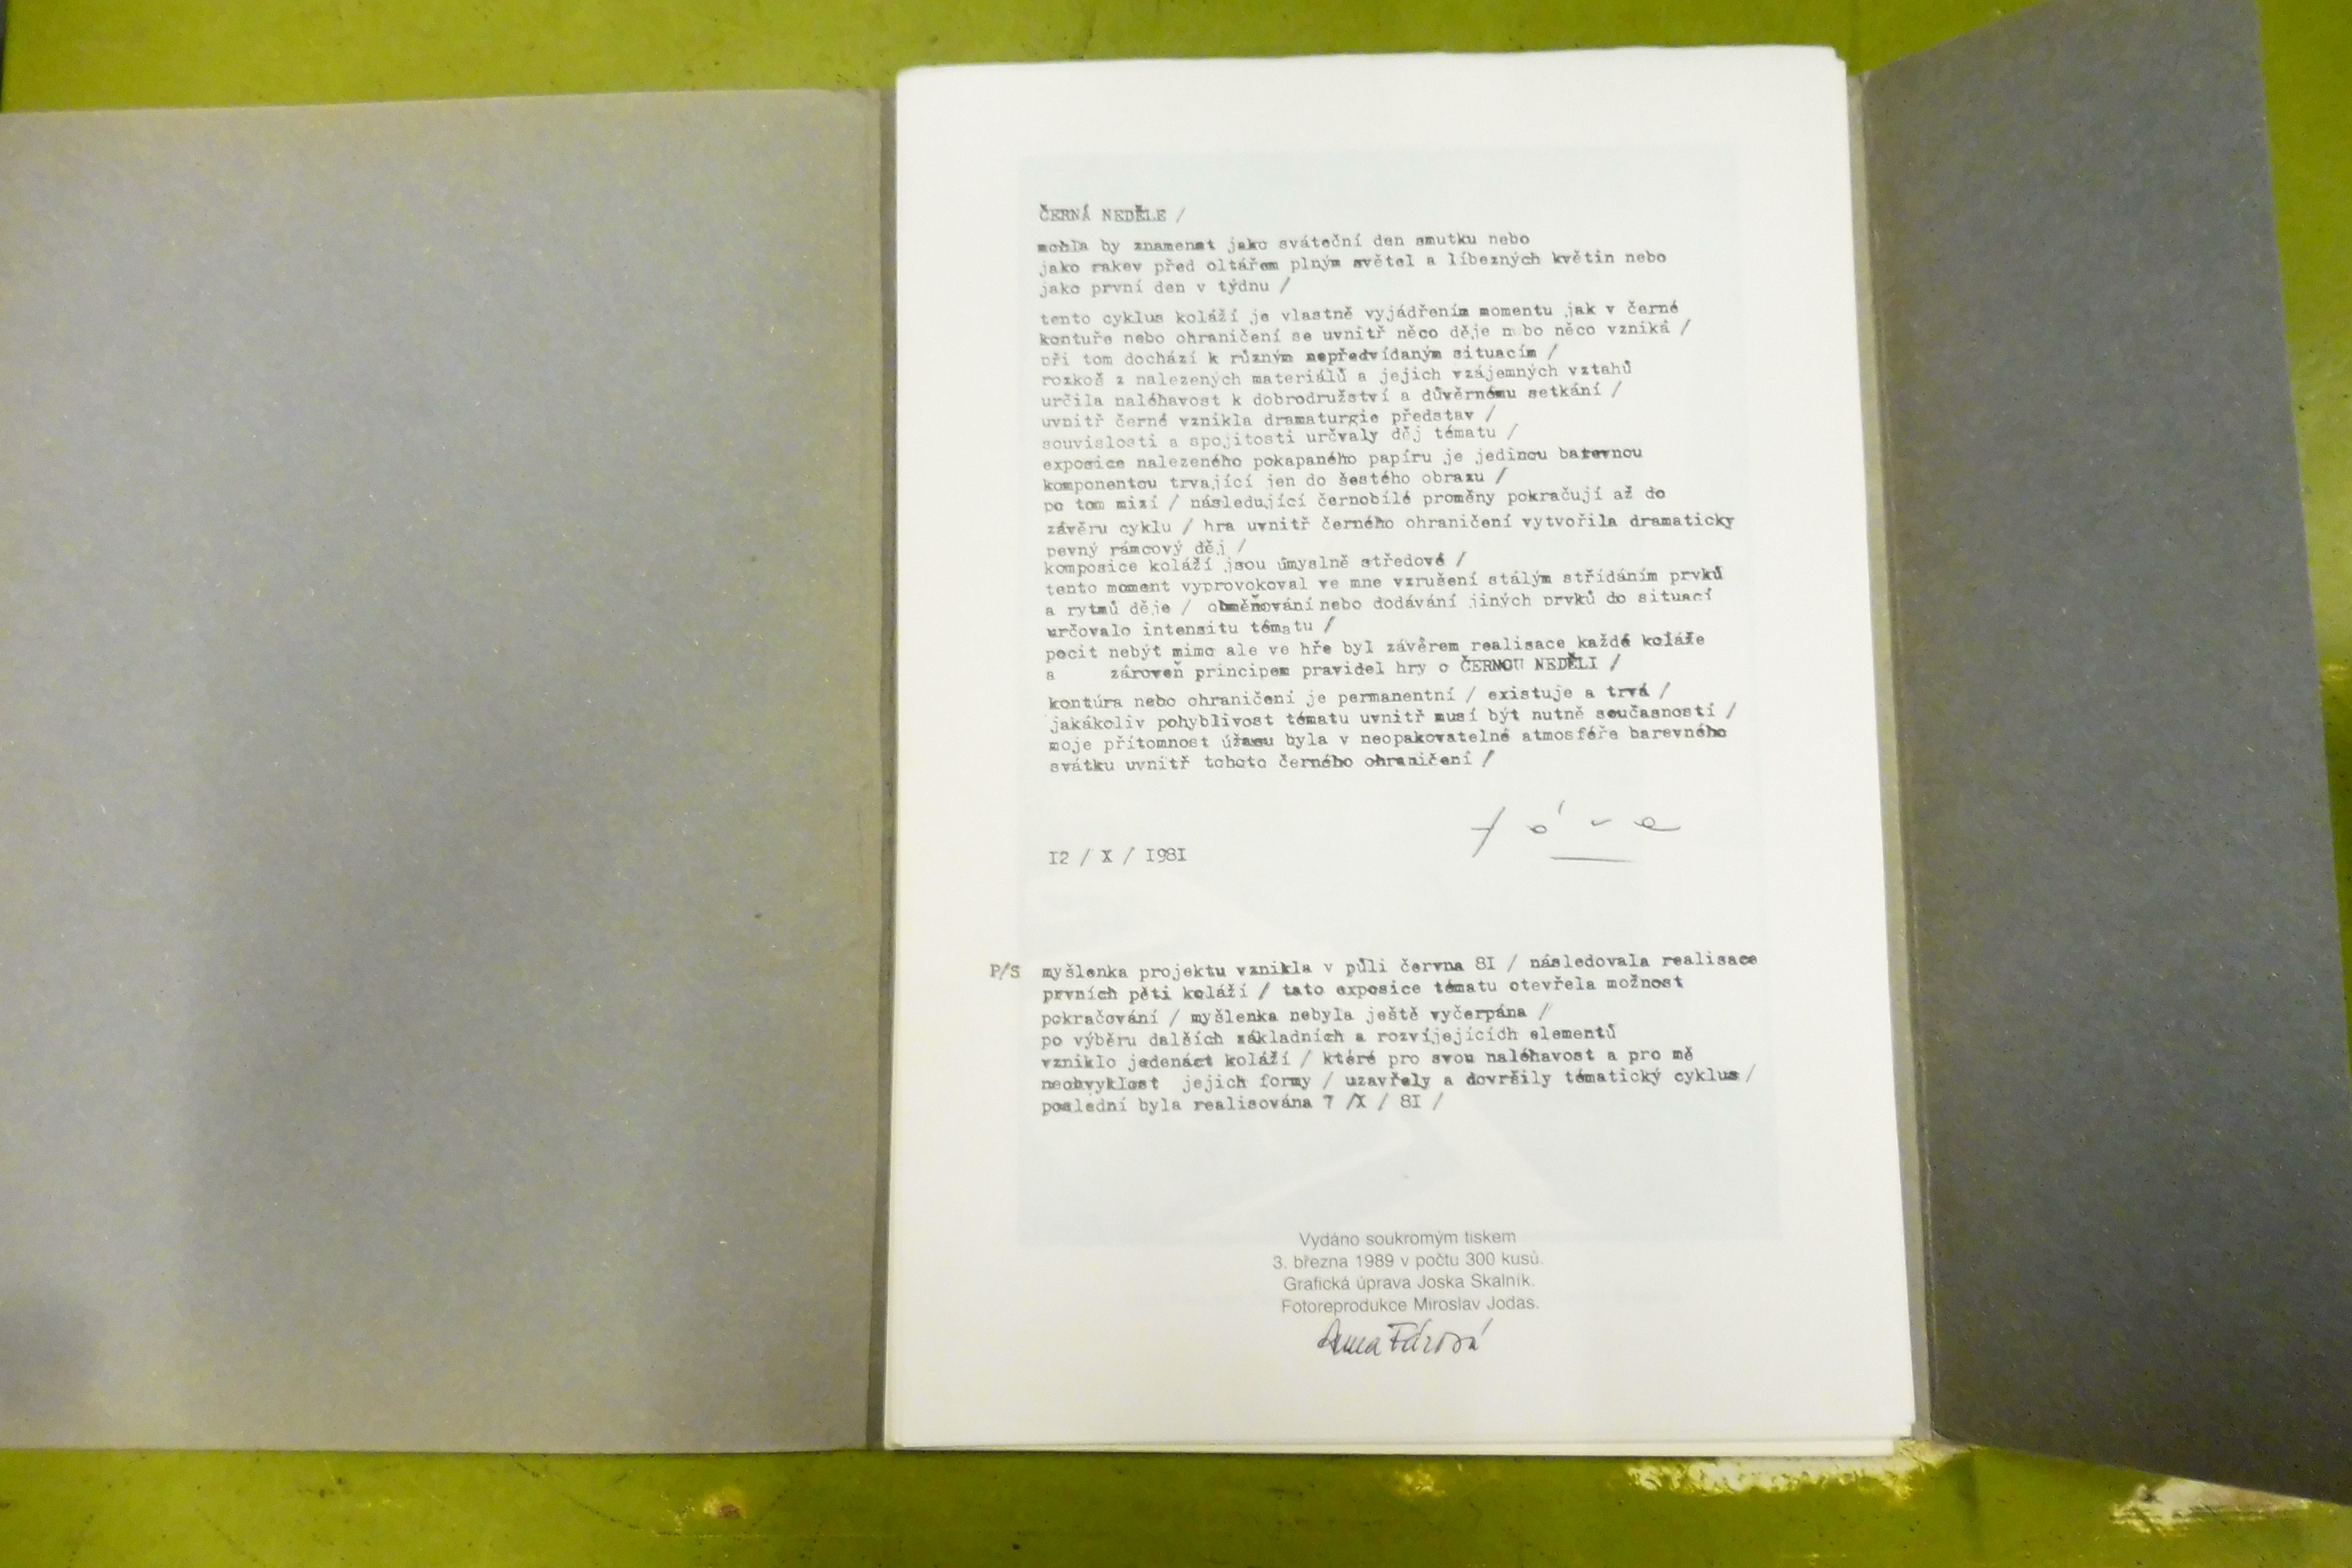 ČERNÁ NEDĚLE /
mohla by znamenat jako sváteční den smutku nebo
jako rakev před oltářem plným světel a líbezných květin nebo
jako první den v týdnu /
tento cyklus koláží je vlastně vyjádřením momentu jak v černé
kontuře nebo ohraničení se uvnitř něco děje nebo něco vzniká /
při tom dochází k různým nepředvídaným situacím /
rozkoš z nalezených materiálů a jejich vzájemných vztahů
určila naléhavost k dobrodružství a důvěrnému setkání /
uvnitř černé vznikla dramaturgie představ /
souvislosti a spojitosti určvaly děj tématu /
exposice nalezeného pokapaného papíru je jedinou barevnou
komponentou trvající jen do šestého obrazu /
po tom mizí / následující černobílé proměny pokračují až do
závěru cyklu / hra uvnitř černého ohraničení vytvořila dramaticky
pevný rámcový děj /
komposice koláží jsou úmyslně středové /
tento moment vyprovokoval ve mne vzrušení stálým střídáním prvků
a rytmů děje / obměňování nebo dodávání jiných prvků do situací
určovalo intensitu tématu /
pocit nebýt mimo ale ve hře byl závěrem realisace každé koláže
a zároveň principem pravidel hry o ČERNOU NEDĚLI /
kontúra nebo ohraničení je permanentní / existuje a trvá /
jakákoliv pohyblivost tématu uvnitř musí být nutně současností /
moje přítomnost úžasu byla v neopakovatelné atmosféře barevného
svátku uvnitř tohoto černého ohraničení /
I2 / X / I98I
P/S myšlenka projektu vznikla v půli června 8I / následovala realisace
prvních pěti koláží / tato exposice tématu otevřela možnost
pokračování / myšlenka nebyla ještě vyčerpána /
po výběru dalších základních a rozvíjejícídh elementů
vzniklo jedenáct koláží / které pro svou naléhavost a pro mě
neobvyklost jejich formy / uzavřely a dovršily tématický cyklus /
poslední byla realisována 7 /X / 8I /
Vydáno soukromým tiskem
3. března 1989 v počtu 300 kusů.
Grafická úprava Joska Skalník.
Fotoreprodukce Miroslav Jodas.
Anna Fárová